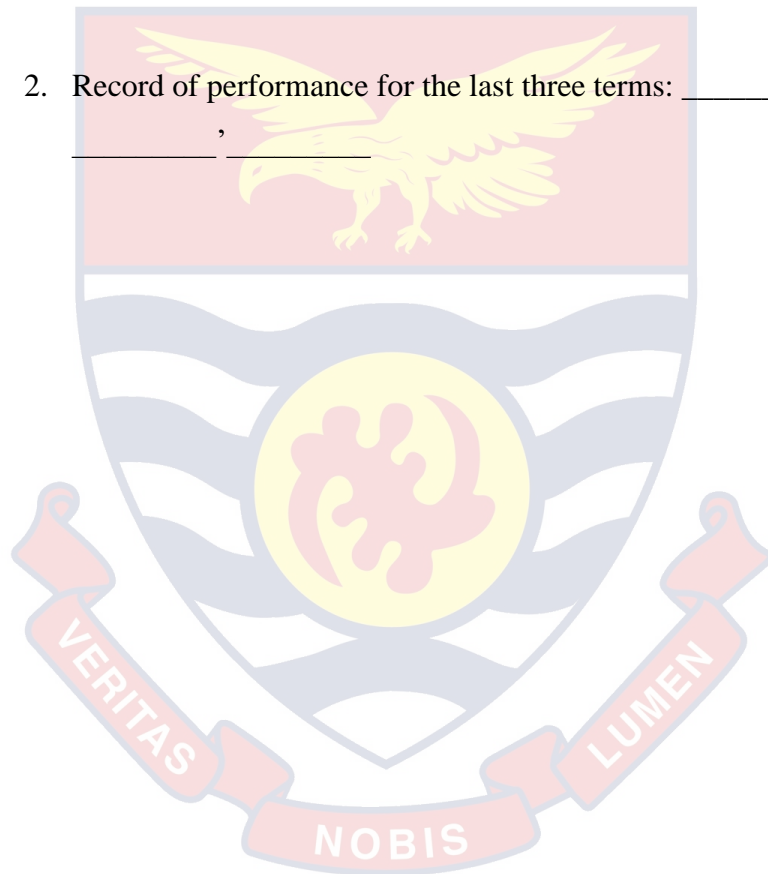 2. Record of performance for the last three terms: ______
_________,_________
VERITAS
NOBIS
LUMEN